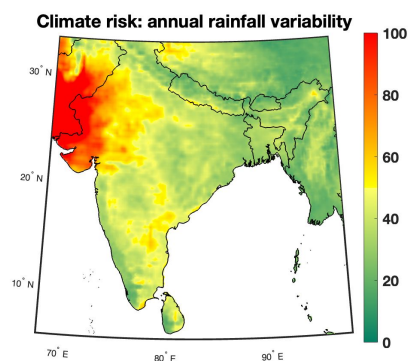 Climate risk: annual rainfall variability
100
80
60
40
20
0
30° N
20° N
10° N
70° E
80° E
90° E